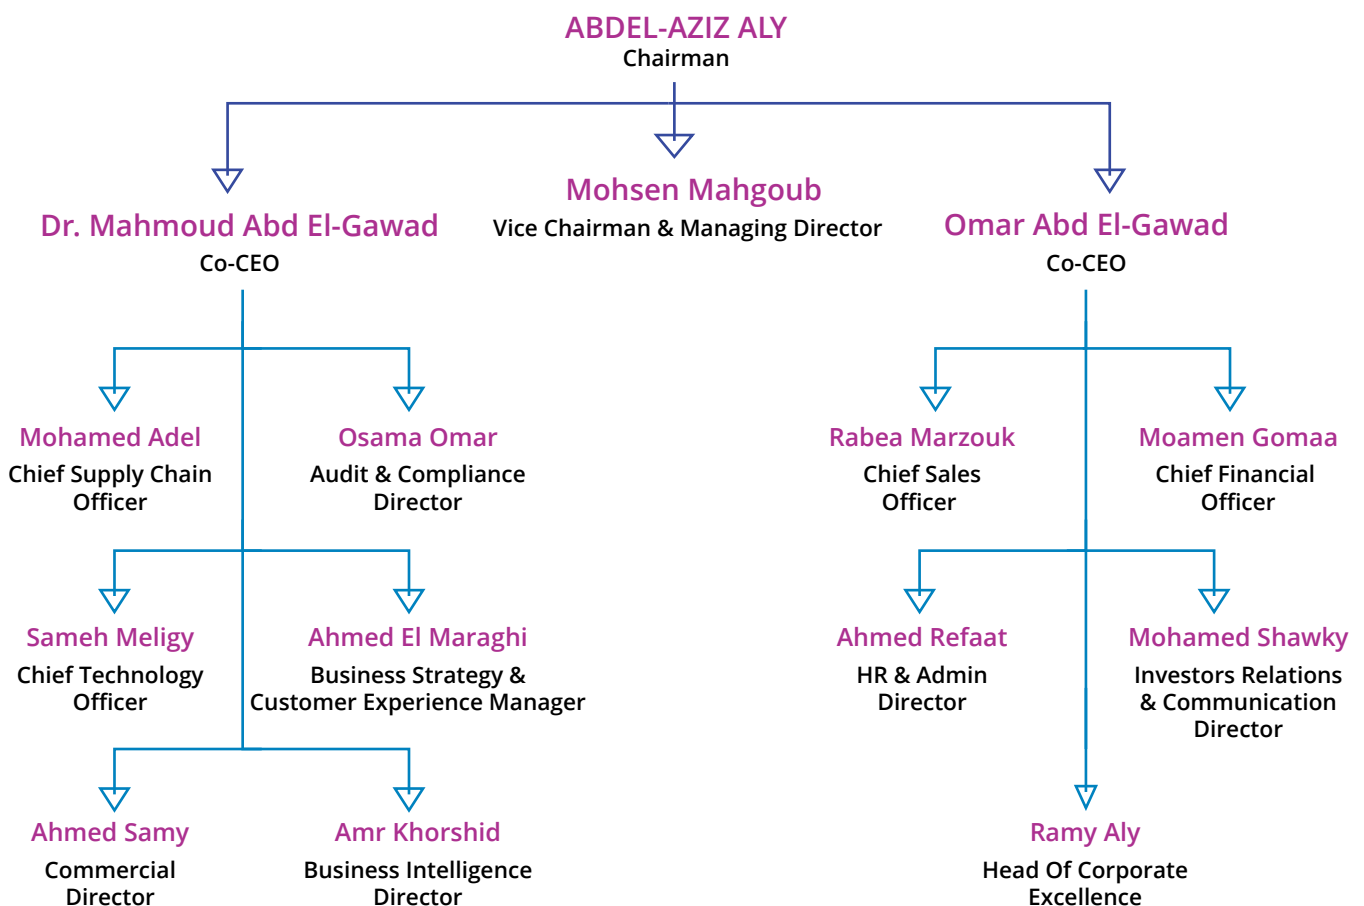 ABDEL-AZIZ ALY
Chairman
Mohsen Mahgoub
Vice Chairman & Managing Director
Dr. Mahmoud Abd El-Gawad
Co-CEO
Omar Abd El-Gawad
Co-CEO
Mohamed Adel
Chief Supply Chain
Officer
Osama Omar
Audit & Compliance
Director
Rabea Marzouk
Chief Sales
Officer
Moamen Gomaa
Chief Financial
Officer
Sameh Meligy
Chief Technology
Officer
Ahmed El Maraghi
Business Strategy &
Customer Experience Manager
Ahmed Refaat
HR & Admin
Director
Mohamed Shawky
Investors Relations
& Communication
Director
Ahmed Samy
Commercial
Director
Amr Khorshid
Business Intelligence
Director
Ramy Aly
Head Of Corporate
Excellence